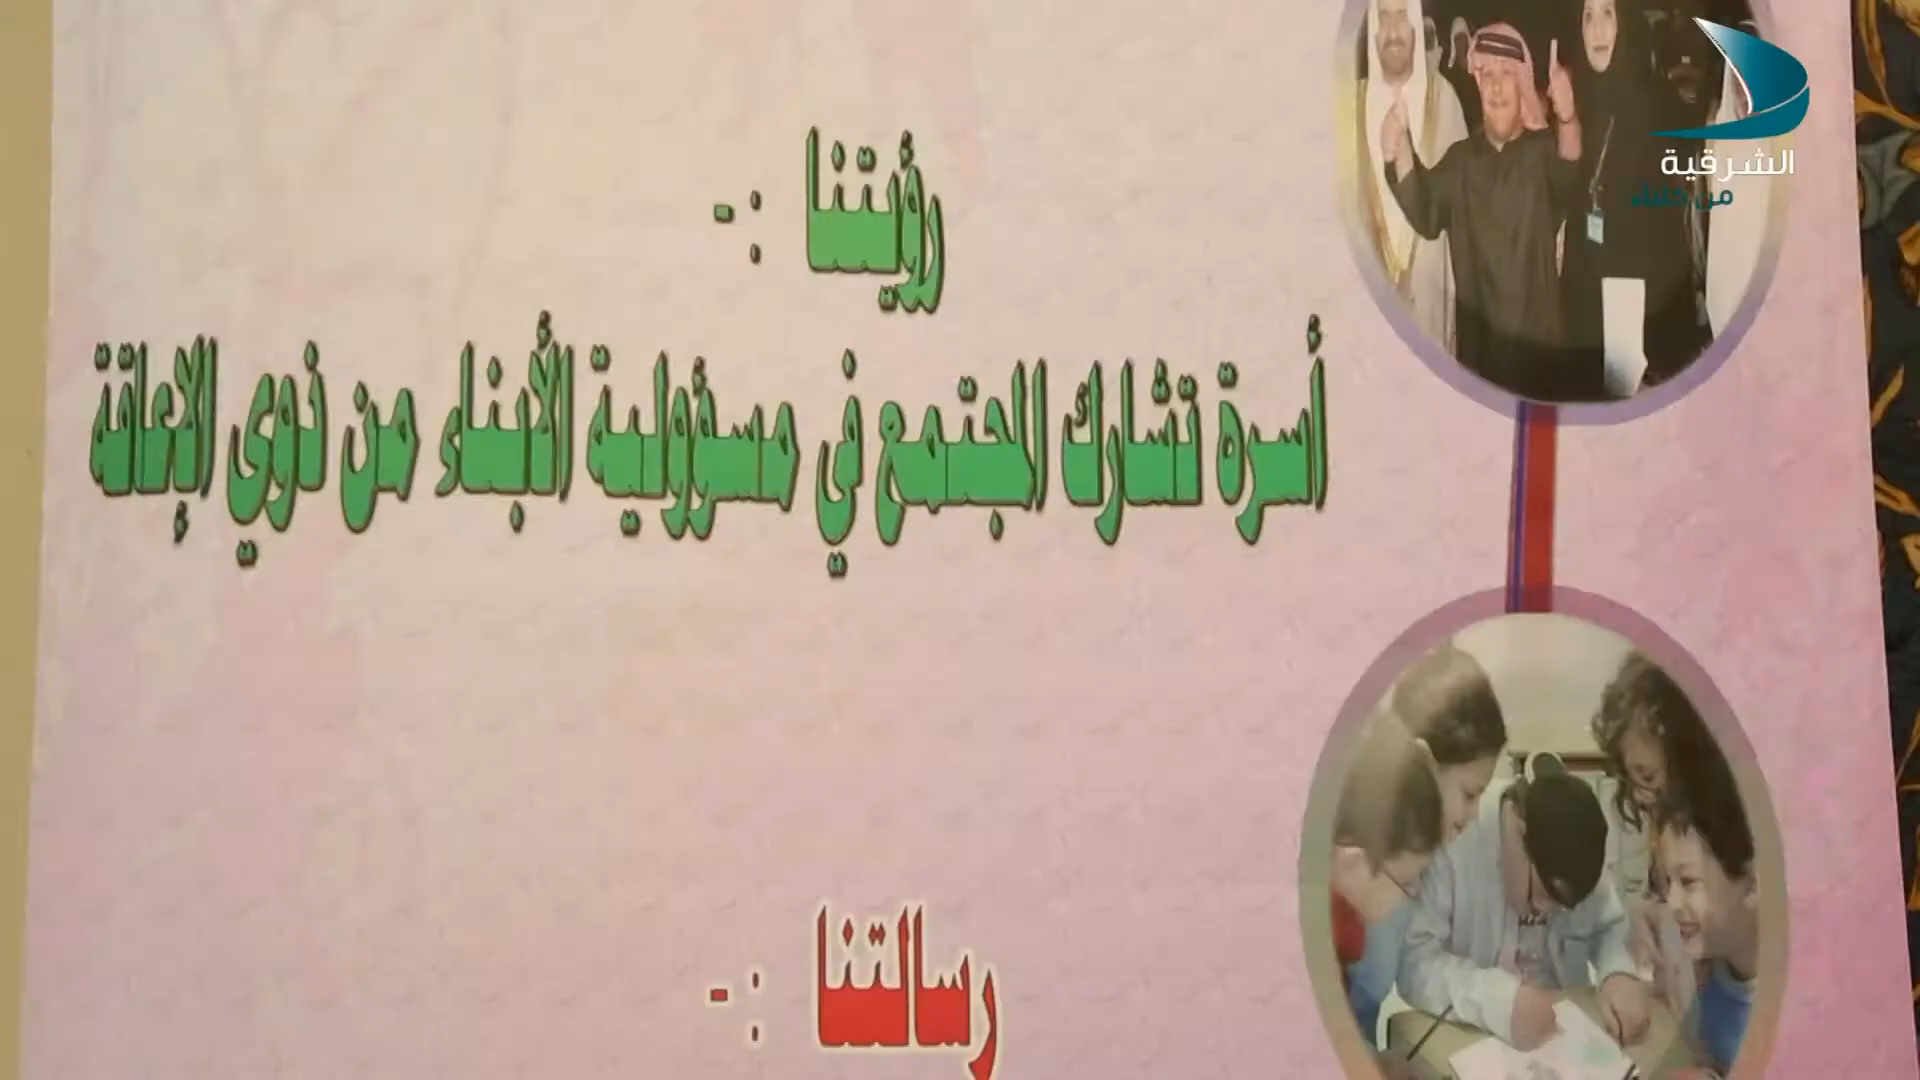 الشرقية
من كلباء
رؤيتنا :-
أسرة تشارك المجتمع في مسؤولية الأبناء من ذوي الإعاقة
رسالتنا :-